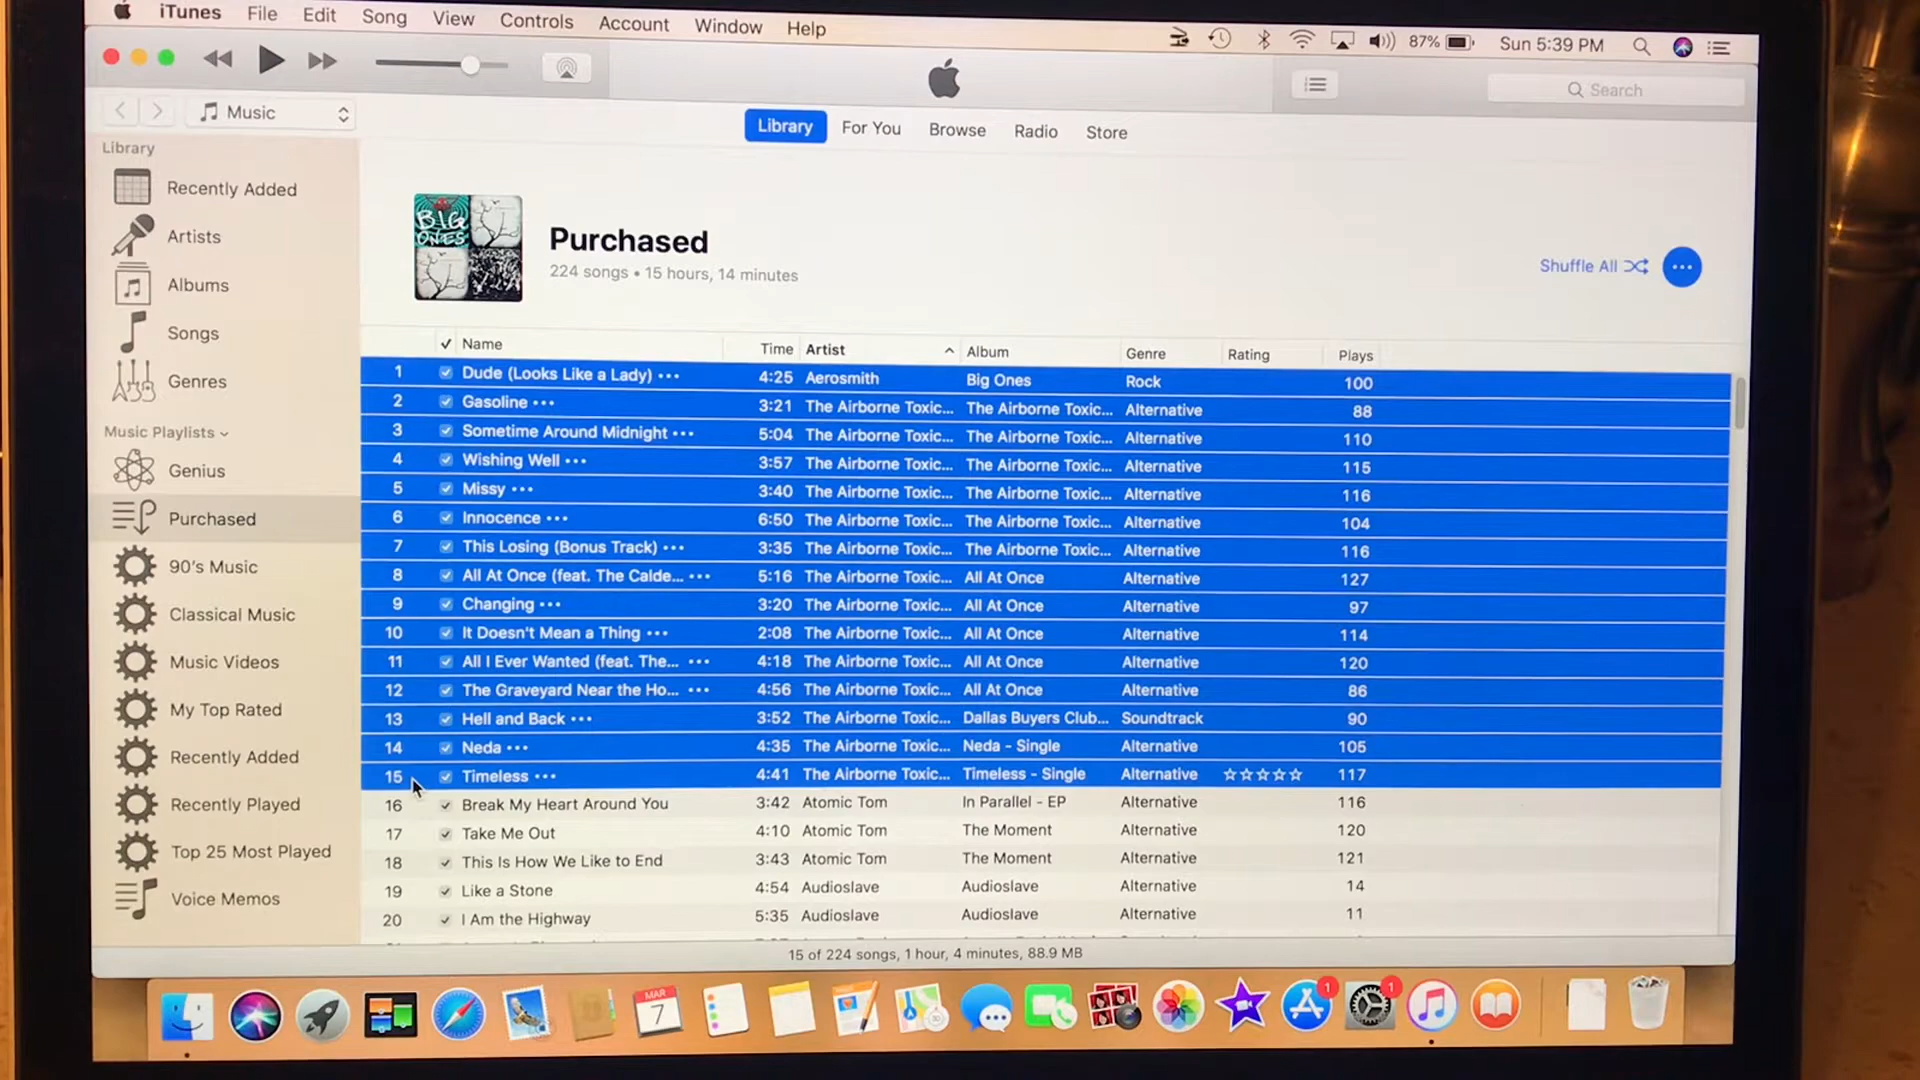 iTunes File Edit Song View Controls Account Window Help 87% Sun 5:39 PM
Search
Music
Library For You Browse Radio Store
Library
Recently Added
Artists
Albums
Songs
Genres
Music Playlists
Genius
Purchased
90's Music
Classical Music
Music Videos
My Top Rated
Recently Added
Recently Played
Top 25 Most Played
Voice Memos
BIG ONES
Purchased
224 songs • 15 hours, 14 minutes
Shuffle All
✓ Name Time Artist Album Genre Rating Plays
1 Dude (Looks Like a Lady) ••• 4:25 Aerosmith Big Ones Rock 100
2 Gasoline ••• 3:21 The Airborne Toxic... The Airborne Toxic... Alternative 88
3 Sometime Around Midnight ••• 5:04 The Airborne Toxic... The Airborne Toxic... Alternative 110
4 Wishing Well ••• 3:57 The Airborne Toxic... The Airborne Toxic... Alternative 115
5 Missy ••• 3:40 The Airborne Toxic... The Airborne Toxic... Alternative 116
6 Innocence ••• 6:50 The Airborne Toxic... The Airborne Toxic... Alternative 104
7 This Losing (Bonus Track) ••• 3:35 The Airborne Toxic... The Airborne Toxic... Alternative 116
8 All At Once (feat. The Calde... ••• 5:16 The Airborne Toxic... All At Once Alternative 127
9 Changing ••• 3:20 The Airborne Toxic... All At Once Alternative 97
10 It Doesn't Mean a Thing ••• 2:08 The Airborne Toxic... All At Once Alternative 114
11 All I Ever Wanted (feat. The... ••• 4:18 The Airborne Toxic... All At Once Alternative 120
12 The Graveyard Near the Ho... ••• 4:56 The Airborne Toxic... All At Once Alternative 86
13 Hell and Back ••• 3:52 The Airborne Toxic... Dallas Buyers Club... Soundtrack 90
14 Neda ••• 4:35 The Airborne Toxic... Neda - Single Alternative 105
15 Timeless ••• 4:41 The Airborne Toxic... Timeless - Single Alternative ☆☆☆☆☆ 117
16 Break My Heart Around You 3:42 Atomic Tom In Parallel - EP Alternative 116
17 Take Me Out 4:10 Atomic Tom The Moment Alternative 120
18 This Is How We Like to End 3:43 Atomic Tom The Moment Alternative 121
19 Like a Stone 4:54 Audioslave Audioslave Alternative 14
20 I Am the Highway 5:35 Audioslave Audioslave Alternative 11
15 of 224 songs, 1 hour, 4 minutes, 88.9 MB
MAR
7
1
1